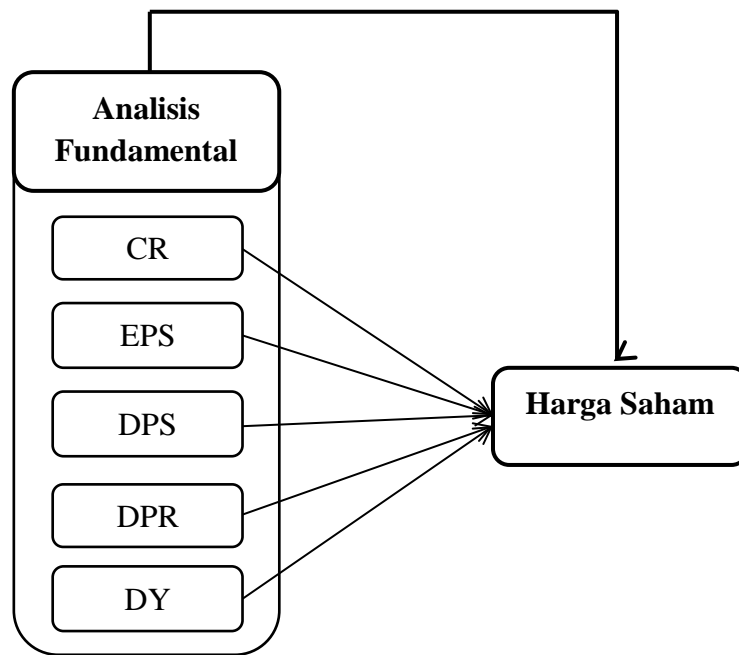 Analisis
Fundamental
CR
EPS
DPS
DPR
DY
Harga Saham